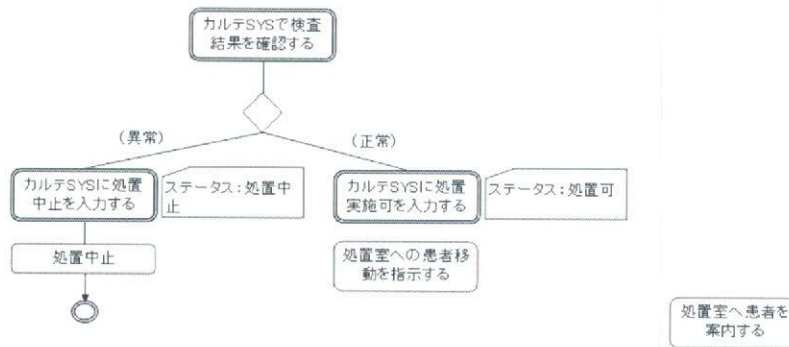 カルテSYSで検査
結果を確認する
（異常）
（正常）
カルテSYSに処置
中止を入力する
ステータス：処置中
止
カルテSYSに処置
実施可を入力する
ステータス：処置可
処置中止
処置室への患者移
動を指示する
処置室へ患者を
案内する